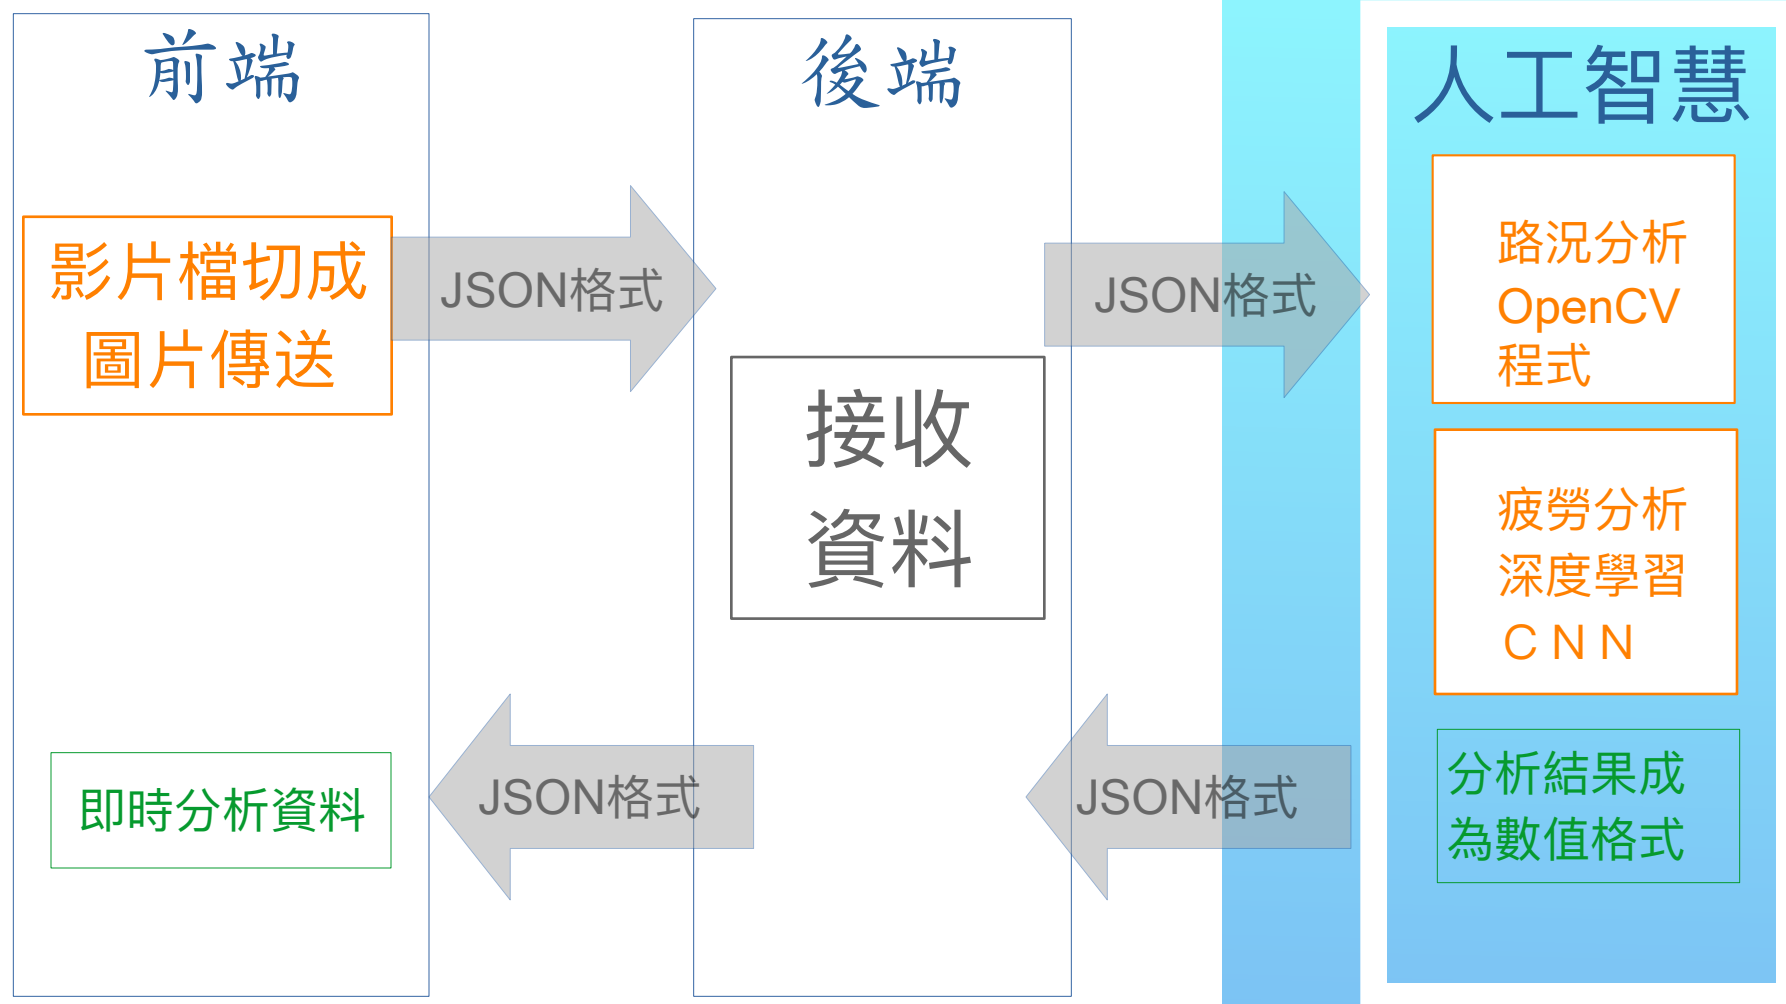 前端
影片檔切成
圖片傳送
JSON格式
後端
接收
資料
JSON格式
人工智慧
路況分析
OpenCV
程式
疲勞分析
深度學習
ＣＮＮ
分析結果成
為數值格式
JSON格式
JSON格式
即時分析資料